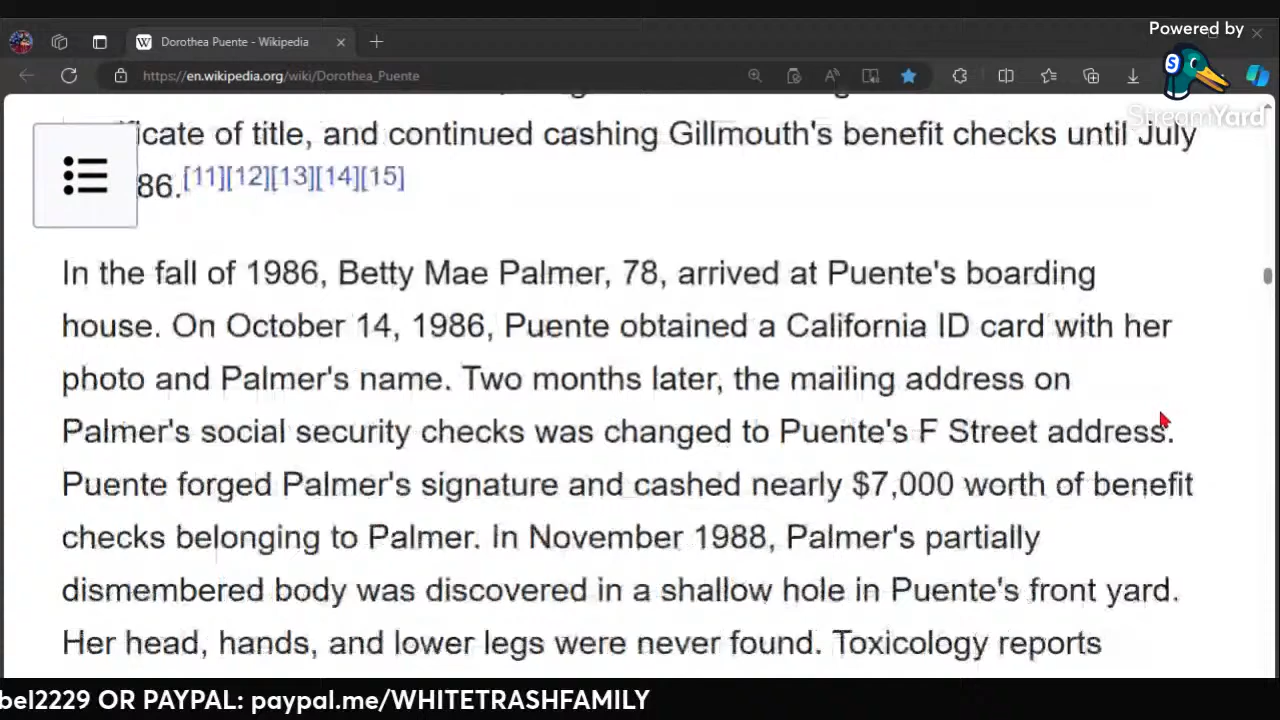 Powered by
Dorothea Puente - Wikipedia
https://en.wikipedia.org/wiki/Dorothea_Puente
StreamYard
icate of title, and continued cashing Gillmouth's benefit checks until July
86.[11][12][13][14][15]
In the fall of 1986, Betty Mae Palmer, 78, arrived at Puente's boarding
house. On October 14, 1986, Puente obtained a California ID card with her
photo and Palmer's name. Two months later, the mailing address on
Palmer's social security checks was changed to Puente's F Street address.
Puente forged Palmer's signature and cashed nearly $7,000 worth of benefit
checks belonging to Palmer. In November 1988, Palmer's partially
dismembered body was discovered in a shallow hole in Puente's front yard.
Her head, hands, and lower legs were never found. Toxicology reports
bel2229 OR PAYPAL: paypal.me/WHITETRASHFAMILY